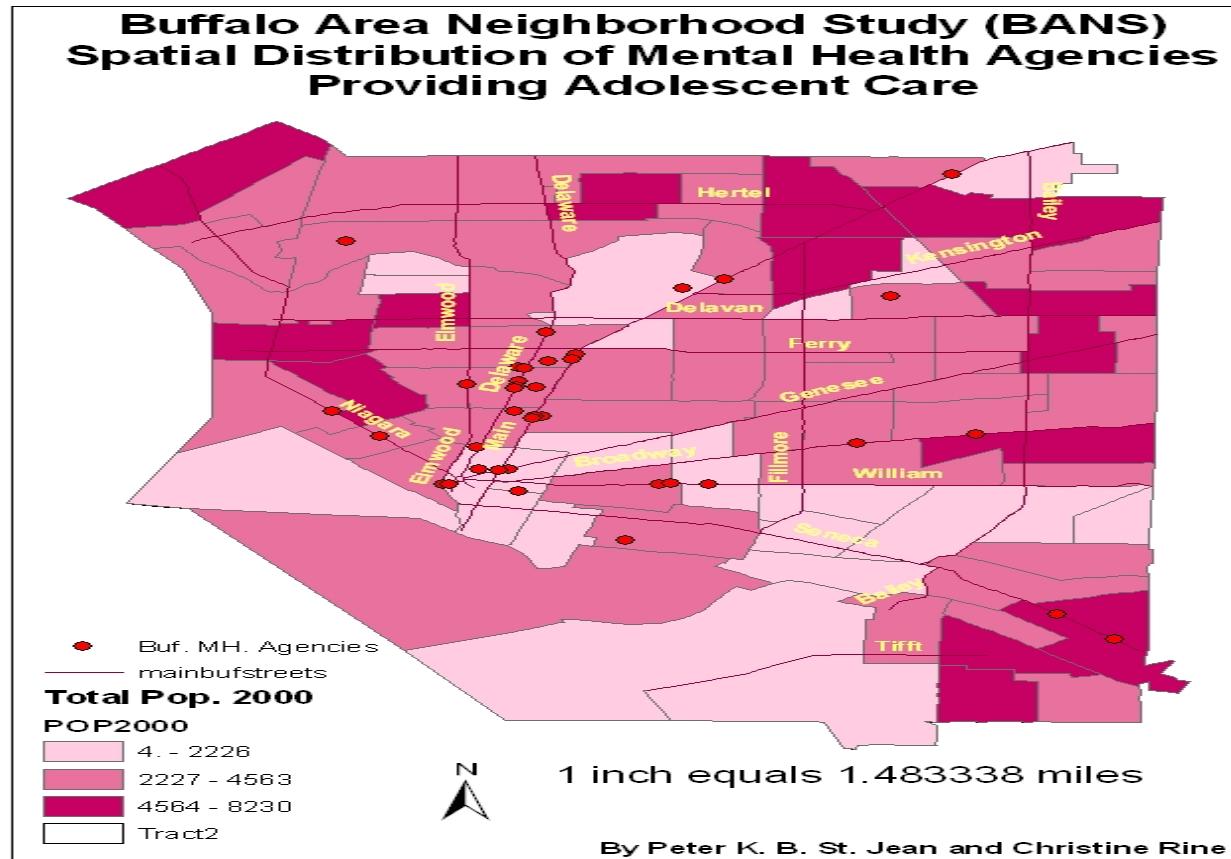 Buffalo Area Neighborhood Study (BANS)
Spatial Distribution of Mental Health Agencies
Providing Adolescent Care
Delaware
Hertel
Bailey
Kensington
Elmwood
Delavan
Delaware
Ferry
Genesee
Niagara
Main
Elmwood
Broadway
Fillmore
William
Seneca
Bailey
Tifft
Buf. MH. Agencies
mainbufstreets
Total Pop. 2000
POP2000
4. - 2226
2227 - 4563
4564 - 8230
Tract2
N
1 inch equals 1.483338 miles
By Peter K. B. St. Jean and Christine Rine